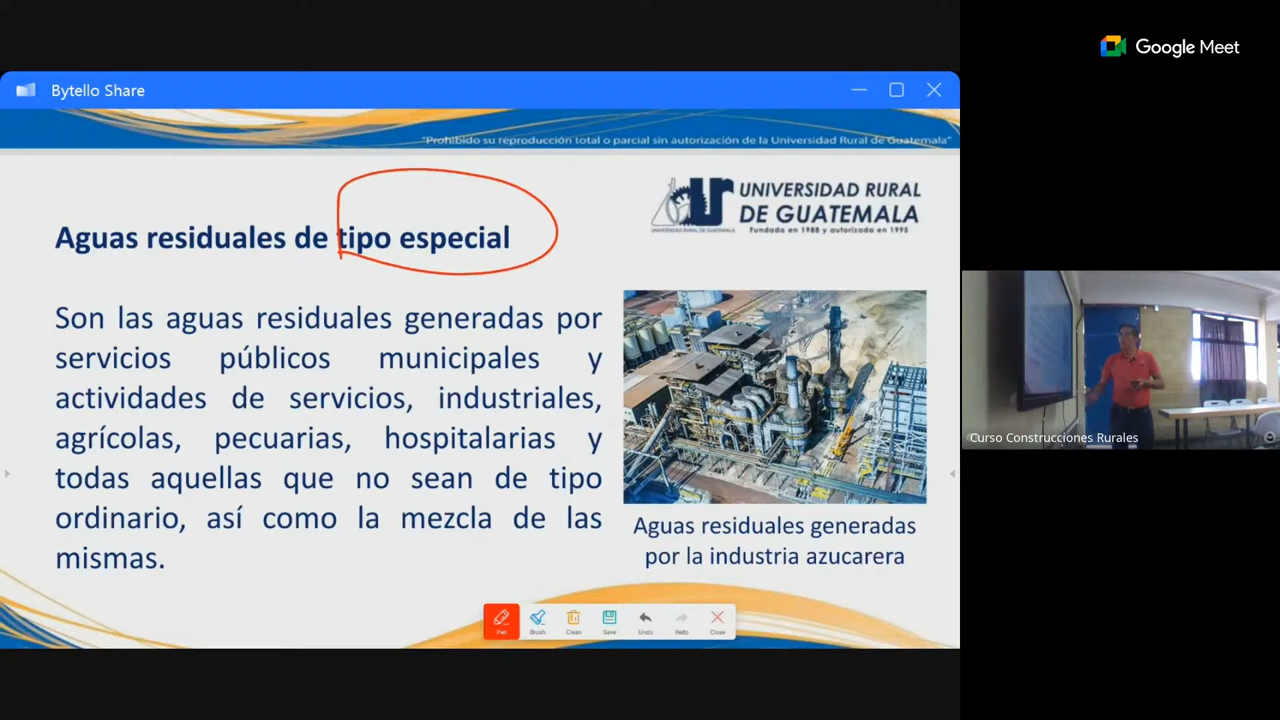 Google Meet
Bytello Share
"Prohibido su reproducción total o parcial sin autorización de la Universidad Rural de Guatemala"
UNIVERSIDAD RURAL
DE GUATEMALA
Fundada en 1988 y autorizada en 1995
UNIVERSIDAD RURAL DE GUATEMALA
Aguas residuales de tipo especial
Son las aguas residuales generadas por
servicios públicos municipales y
actividades de servicios, industriales,
agrícolas, pecuarias, hospitalarias y
todas aquellas que no sean de tipo
ordinario, así como la mezcla de las
mismas.
Aguas residuales generadas
por la industria azucarera
Curso Construcciones Rurales
Pen
Brush
Clean
Save
Undo
Redo
Close